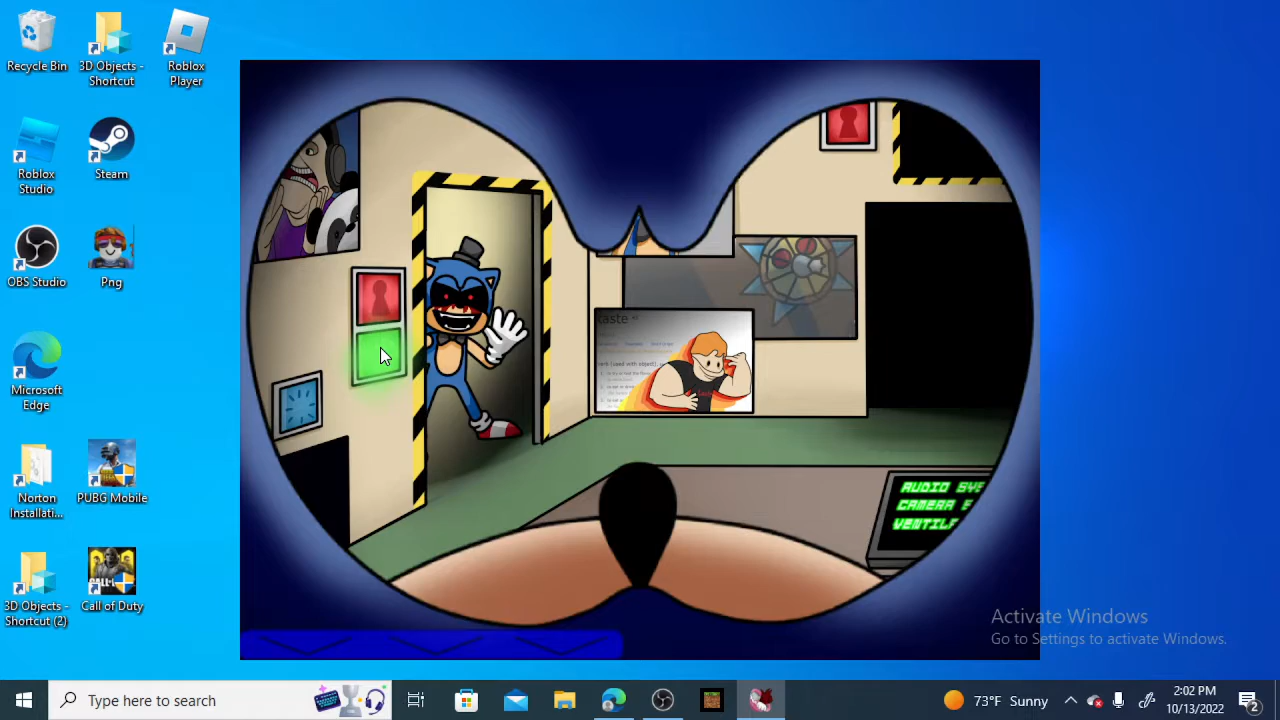 Recycle Bin
3D Objects -
Shortcut
Roblox
Player
Roblox
Studio
Steam
OBS Studio
Png
Microsoft
Edge
Norton
Installati...
PUBG Mobile
3D Objects -
Shortcut (2)
Call of Duty
taste
AUDIO SYS
CAMERA S
VENTILA
Activate Windows
Go to Settings to activate Windows.
Type here to search
73°F Sunny
2:02 PM
10/13/2022
2